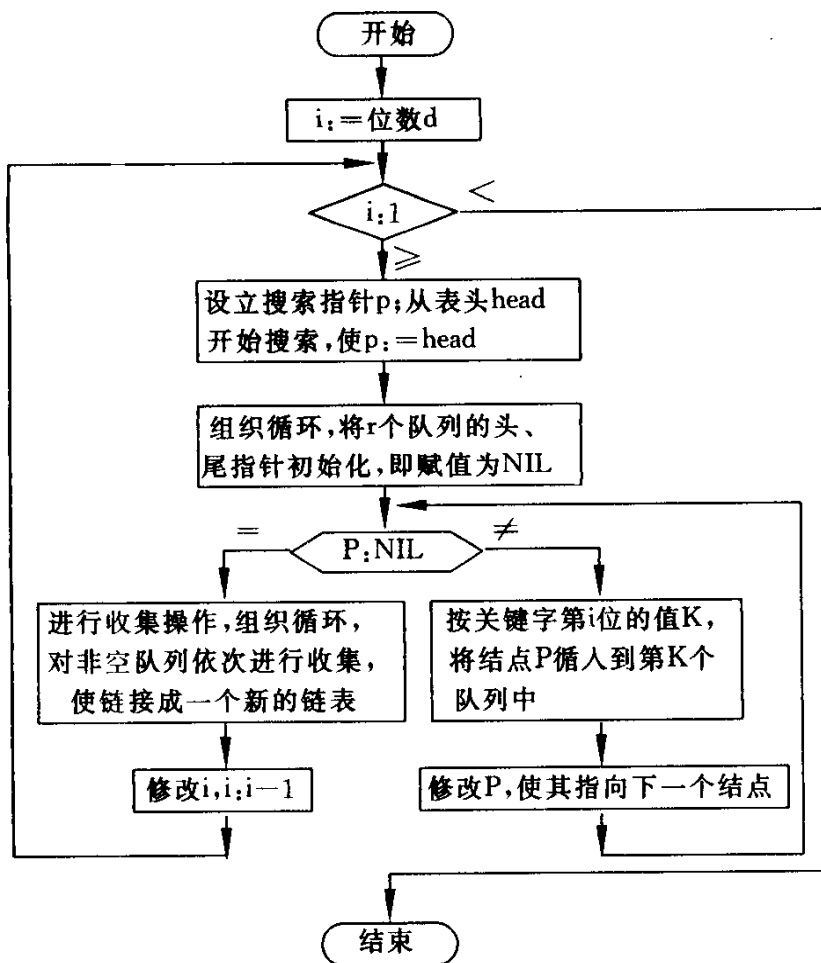 开始
i:=位数d
<
i:1
≥
设立搜索指针p;从表头head
开始搜索,使p:=head
组织循环,将r个队列的头、
尾指针初始化,即赋值为NIL
=
P:NIL
≠
进行收集操作,组织循环,
对非空队列依次进行收集,
使链接成一个新的链表
按关键字第i位的值K,
将结点P循人到第K个
队列中
修改i,i:i-1
修改P,使其指向下一个结点
结束